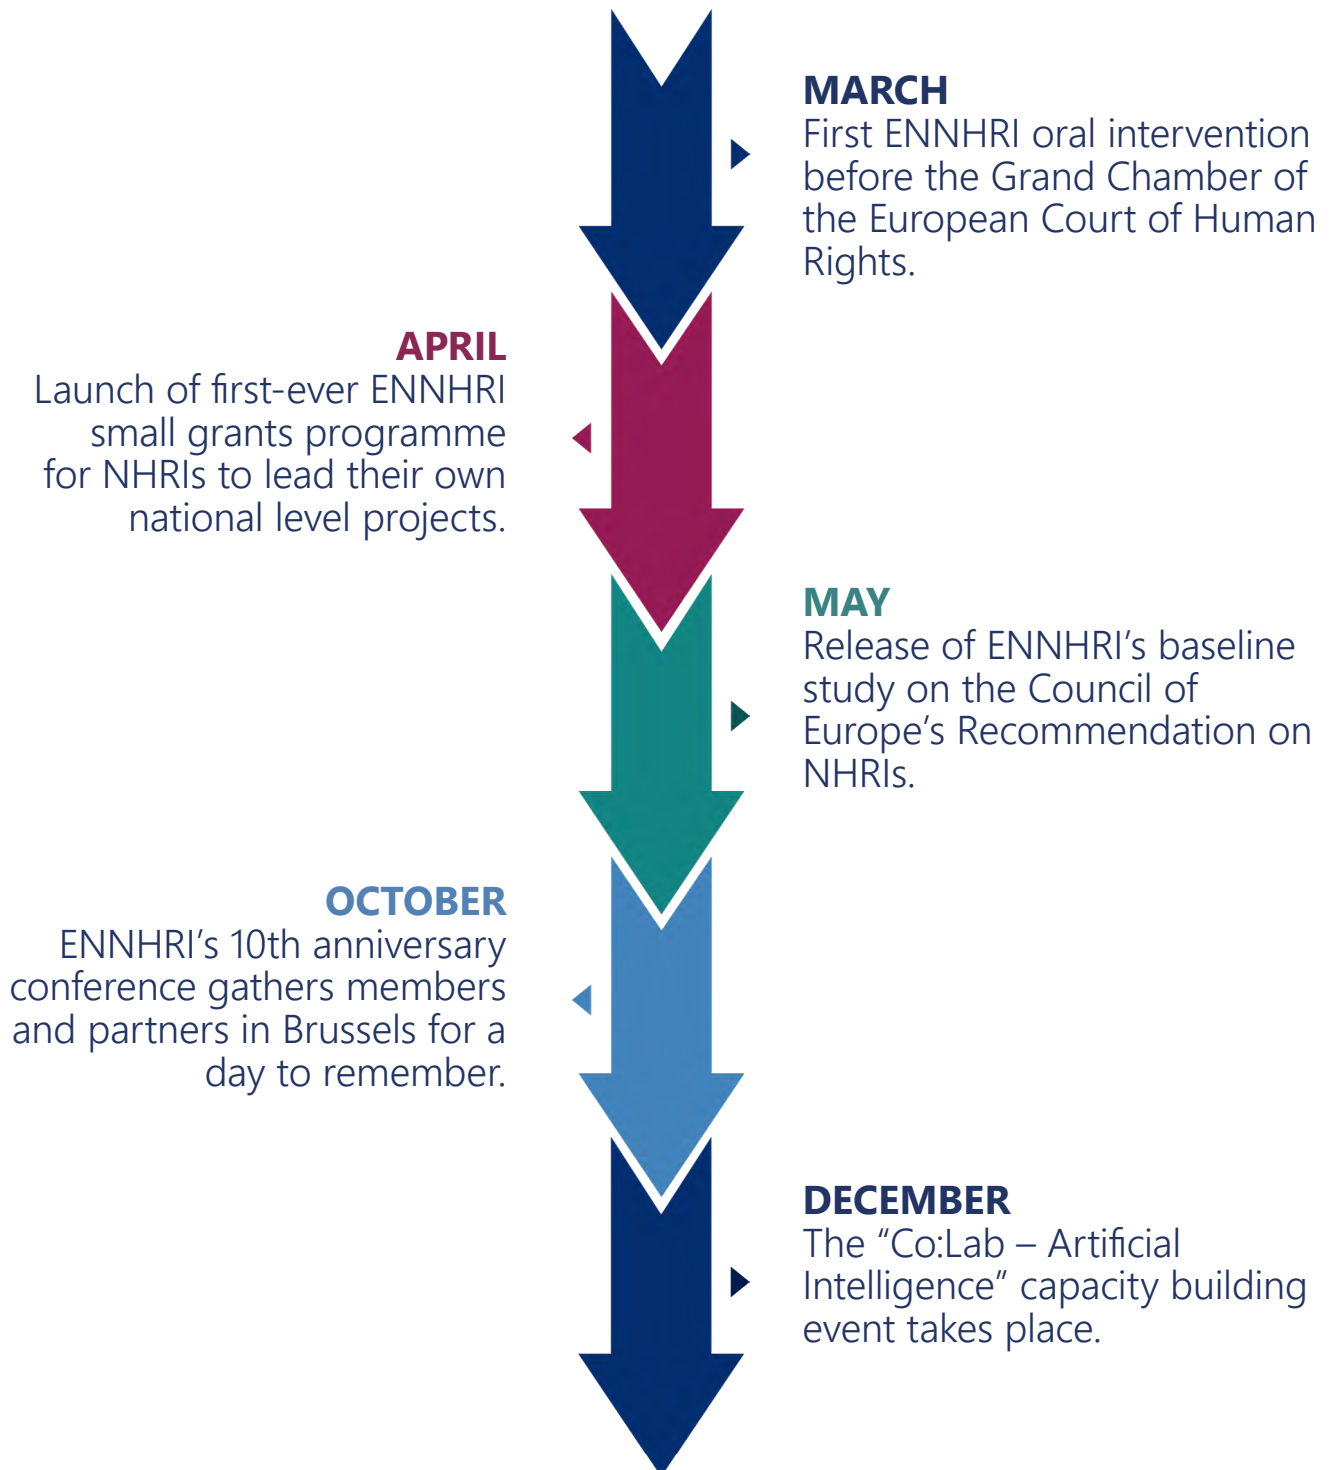 MARCH
First ENNHRI oral intervention
before the Grand Chamber of
the European Court of Human
Rights.
APRIL
Launch of first-ever ENNHRI
small grants programme
for NHRIs to lead their own
national level projects.
MAY
Release of ENNHRI’s baseline
study on the Council of
Europe’s Recommendation on
NHRIs.
OCTOBER
ENNHRI’s 10th anniversary
conference gathers members
and partners in Brussels for a
day to remember.
DECEMBER
The “Co:Lab – Artificial
Intelligence” capacity building
event takes place.